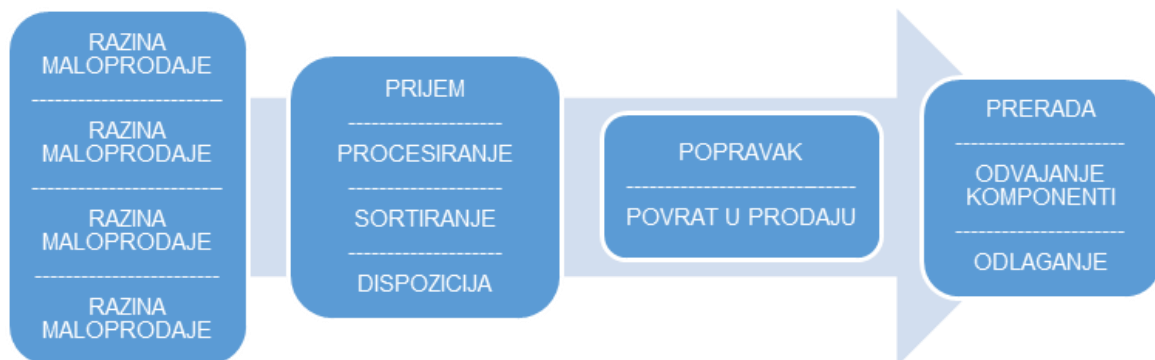 RAZINA
MALOPRODAJE
RAZINA
MALOPRODAJE
RAZINA
MALOPRODAJE
RAZINA
MALOPRODAJE
PRIJEM
PROCESIRANJE
SORTIRANJE
DISPOZICIJA
POPRAVAK
POVRAT U PRODAJU
PRERADA
ODVAJANJE
KOMPONENTI
ODLAGANJE